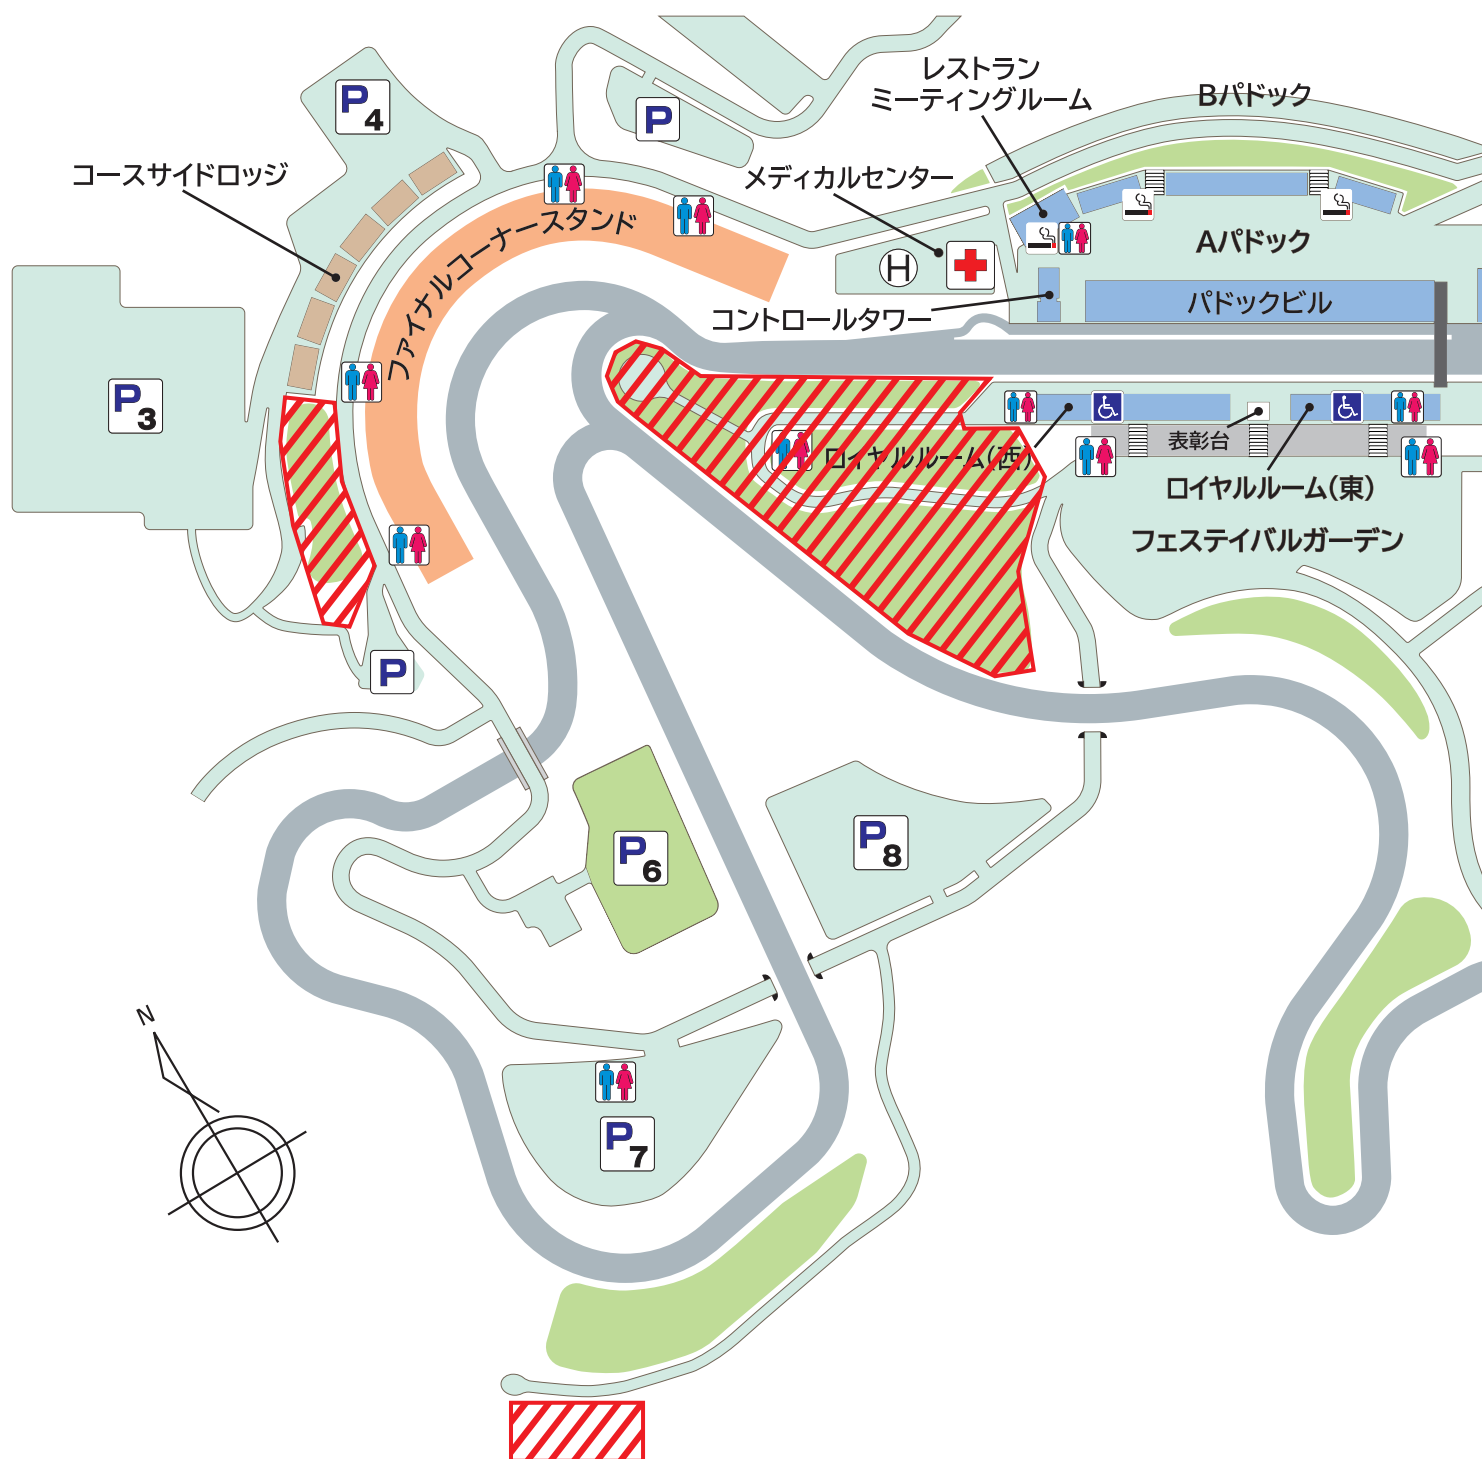 レストラン
ミーティングルーム
Bパドック
P4
P
コースサイドロッジ
メディカルセンター
ファイナルコーナースタンド
Aパドック
H
コントロールタワー
パドックビル
P3
表彰台
ロイヤルルーム(西)
ロイヤルルーム(東)
フェステイバルガーデン
P
P6
P8
N
P7